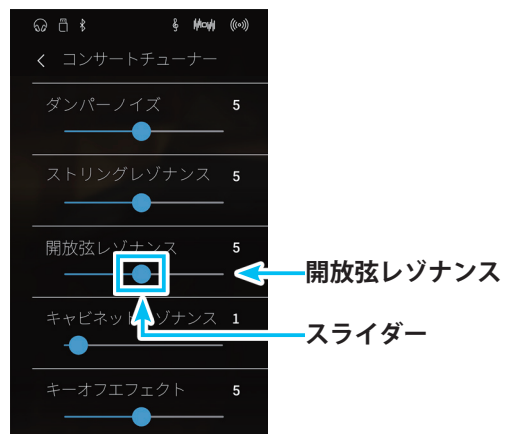 コンサートチューナー
ダンパーノイズ 5
ストリングレゾナンス 5
開放弦レゾナンス 5
開放弦レゾナンス
キャビネットレゾナンス 1
スライダー
キーオフエフェクト 5